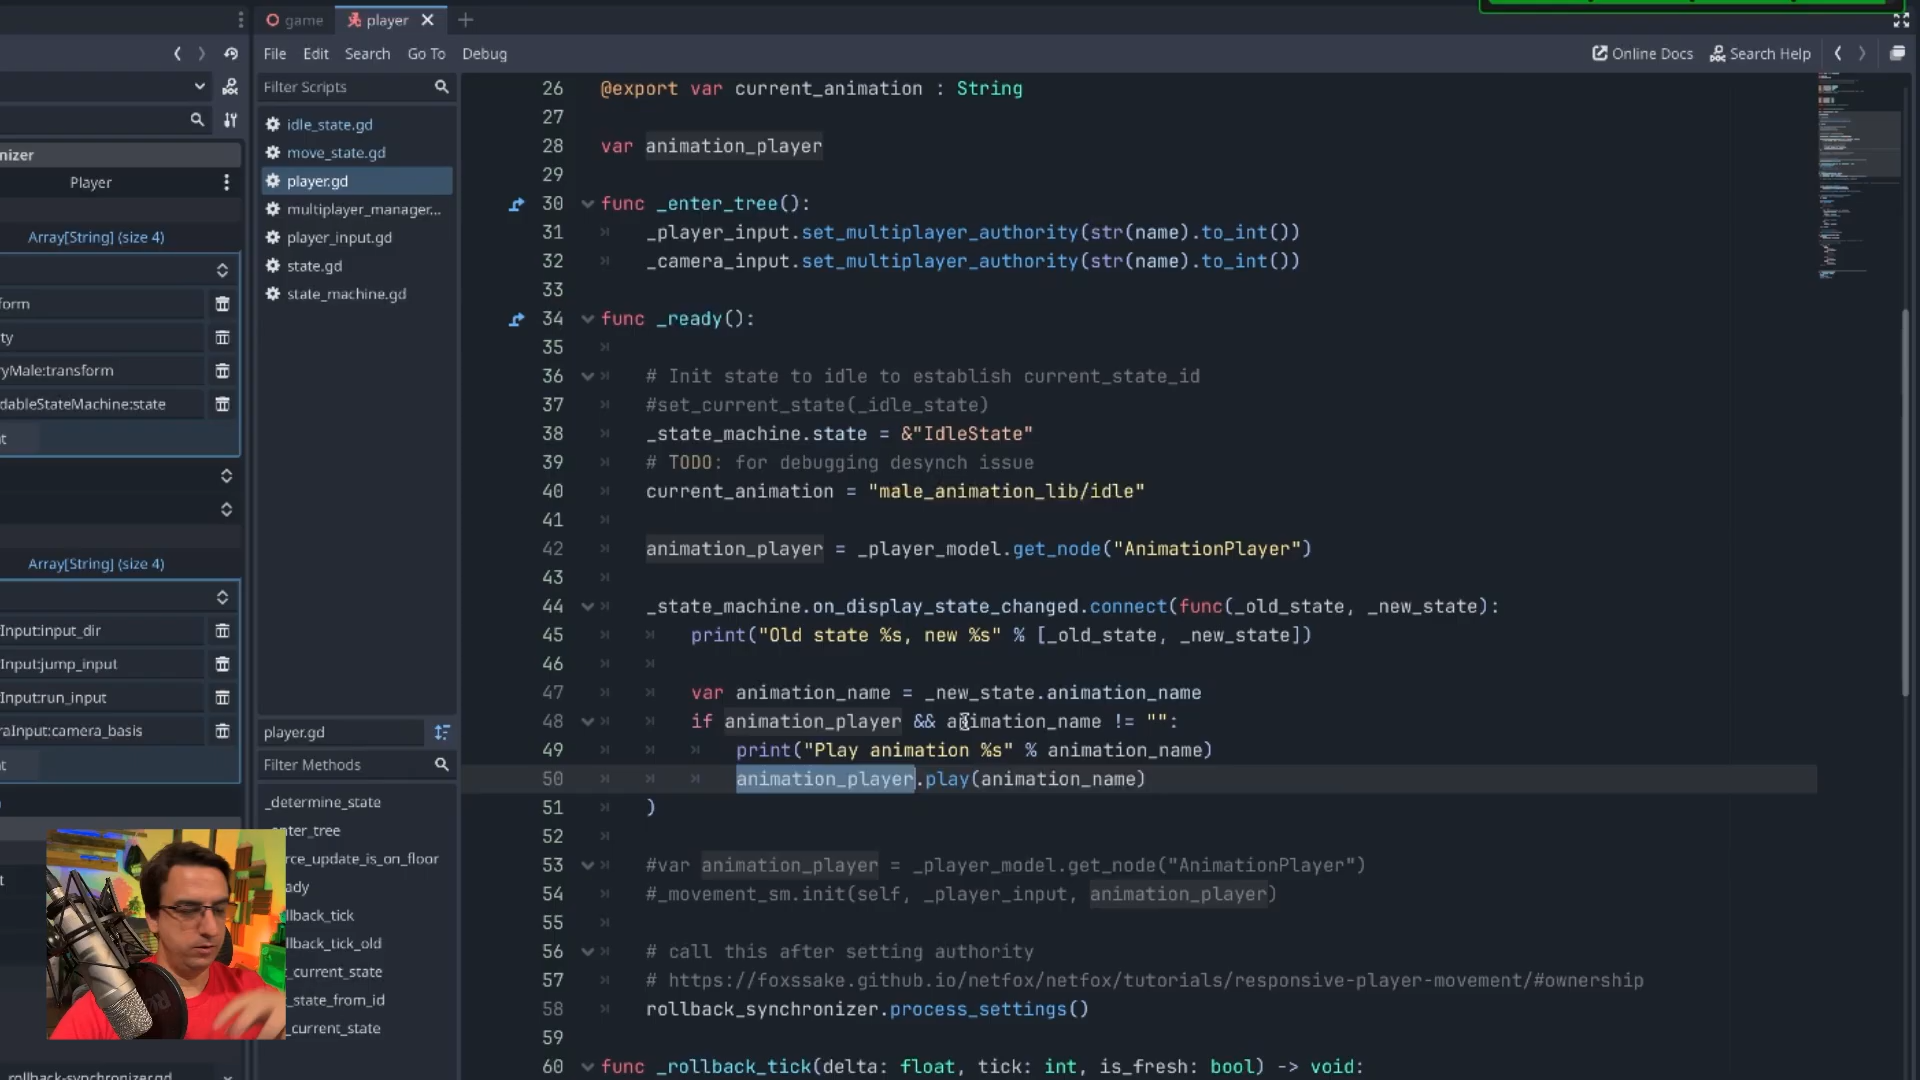 game
player
File Edit Search Go To Debug
Online Docs
Search Help
Filter Scripts
idle_state.gd
move_state.gd
player.gd
multiplayer_manager...
player_input.gd
state.gd
state_machine.gd
player.gd
Filter Methods
_determine_state
enter_tree
rce_update_is_on_floor
ady
llback_tick
llback_tick_old
t_current_state
_state_from_id
_current_state
nizer
Player
Array[String] (size 4)
form
ty
yMale:transform
dableStateMachine:state
t
Array[String] (size 4)
Input:input_dir
Input:jump_input
Input:run_input
raInput:camera_basis
t
t
rollback-synchronizer.gd
26 @export var current_animation : String
27
28 var animation_player
29
30 func _enter_tree():
31 _player_input.set_multiplayer_authority(str(name).to_int())
32 _camera_input.set_multiplayer_authority(str(name).to_int())
33
34 func _ready():
35
36 # Init state to idle to establish current_state_id
37 #set_current_state(_idle_state)
38 _state_machine.state = &"IdleState"
39 # TODO: for debugging desynch issue
40 current_animation = "male_animation_lib/idle"
41
42 animation_player = _player_model.get_node("AnimationPlayer")
43
44 _state_machine.on_display_state_changed.connect(func(_old_state, _new_state):
45 print("Old state %s, new %s" % [_old_state, _new_state])
46
47 var animation_name = _new_state.animation_name
48 if animation_player && animation_name != "":
49 print("Play animation %s" % animation_name)
50 animation_player.play(animation_name)
51 )
52
53 #var animation_player = _player_model.get_node("AnimationPlayer")
54 #_movement_sm.init(self, _player_input, animation_player)
55
56 # call this after setting authority
57 # https://foxssake.github.io/netfox/netfox/tutorials/responsive-player-movement/#ownership
58 rollback_synchronizer.process_settings()
59
60 func _rollback_tick(delta: float, tick: int, is_fresh: bool) -> void: